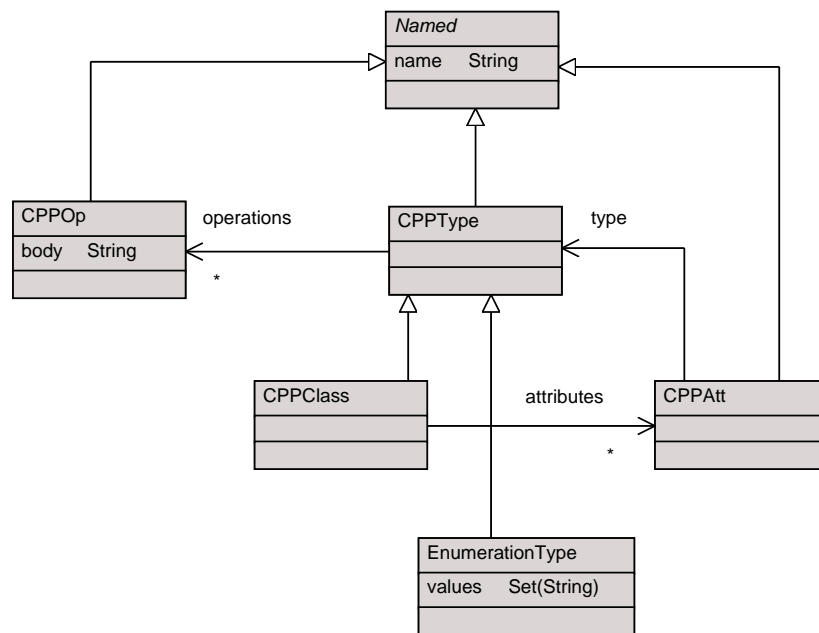 Named
name String
CPPOp
operations
CPPType
type
body String
*
CPPClass
attributes
CPPAtt
*
EnumerationType
values Set(String)